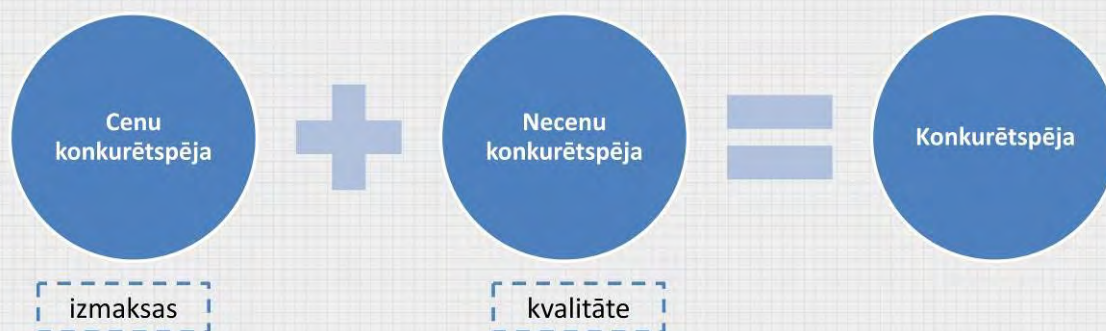 Cenu
konkurētspēja
Necenu
konkurētspēja
Konkurētspēja
izmaksas
kvalitāte